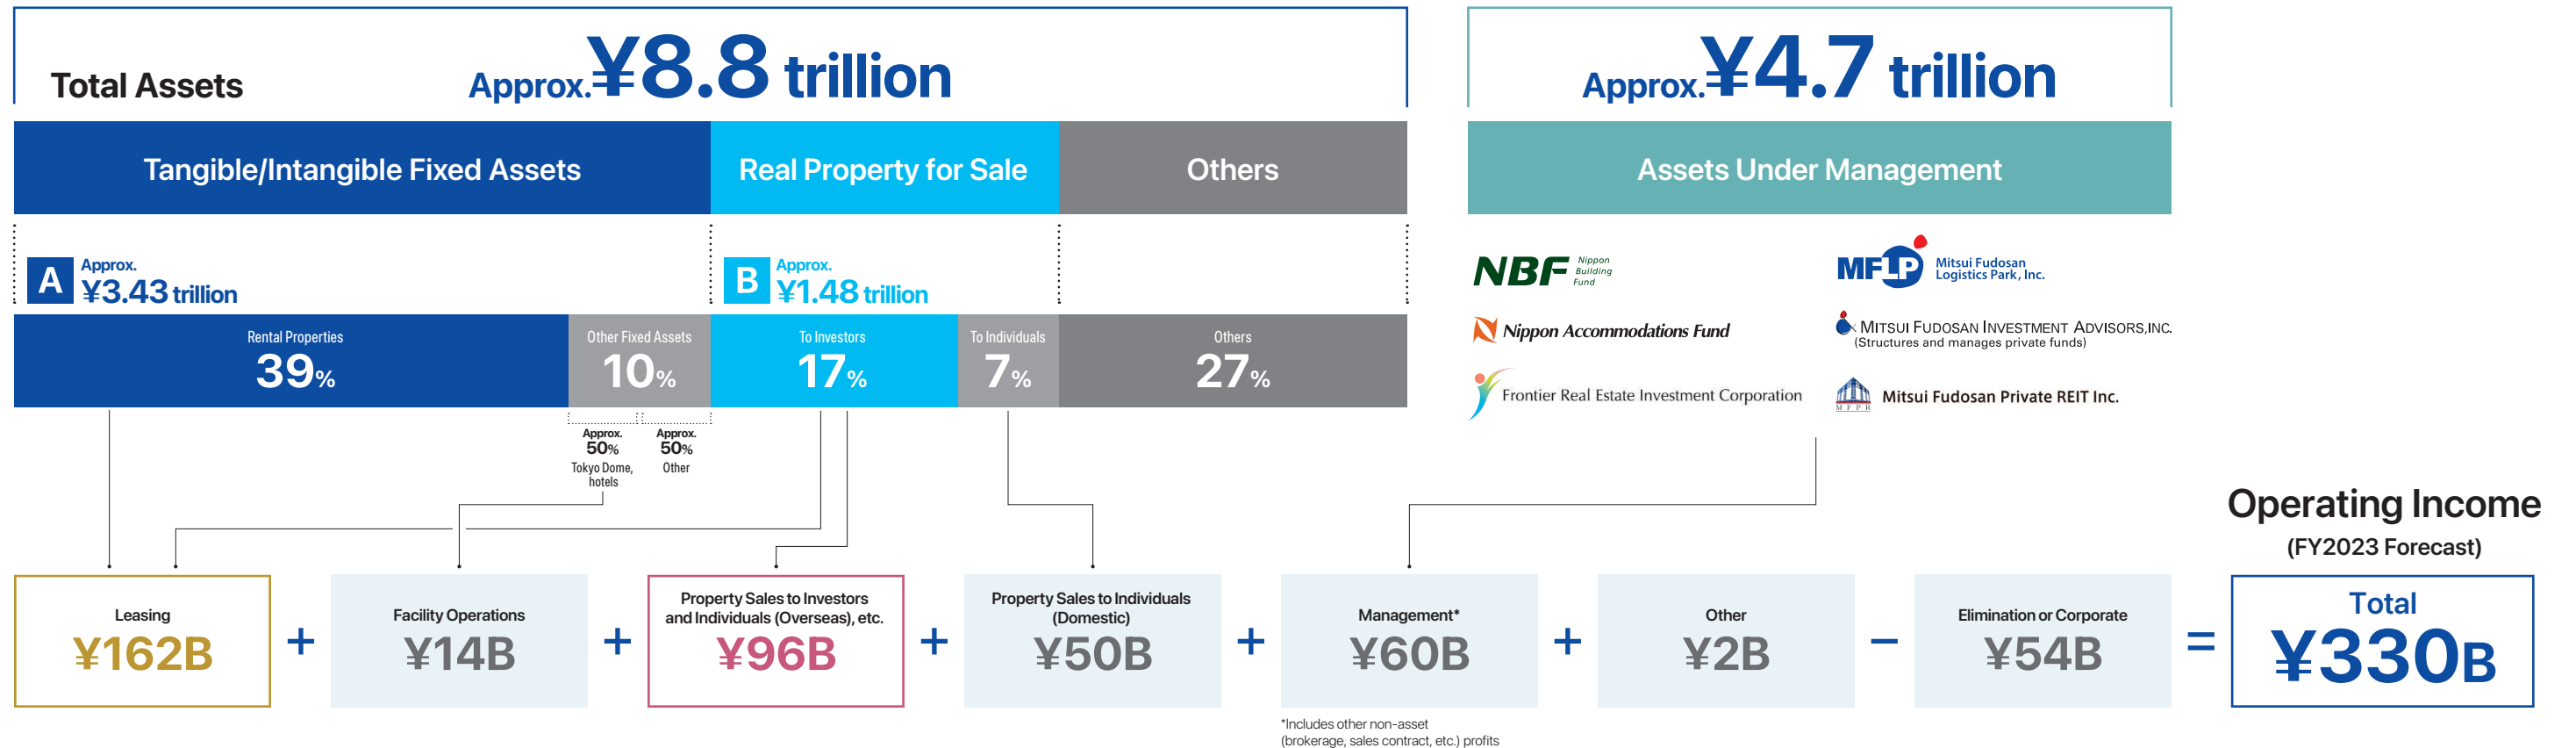 Total Assets
Approx.¥8.8 trillion
Approx.¥4.7 trillion
Tangible/Intangible Fixed Assets
Real Property for Sale
Others
Assets Under Management
A
Approx.
¥3.43 trillion
B
Approx.
¥1.48 trillion
Rental Properties
39%
Other Fixed Assets
10%
To Investors
17%
To Individuals
7%
Others
27%
Approx.
50%
Tokyo Dome,
hotels
Approx.
50%
Other
NBF
Nippon
Building
Fund
MFLP
Mitsui Fudosan
Logistics Park, Inc.
Nippon Accommodations Fund
MITSUI FUDOSAN INVESTMENT ADVISORS,INC.
(Structures and manages private funds)
Frontier Real Estate Investment Corporation
MFPR
Mitsui Fudosan Private REIT Inc.
Operating Income
(FY2023 Forecast)
Leasing
¥162B
+
Facility Operations
¥14B
+
Property Sales to Investors
and Individuals (Overseas), etc.
¥96B
+
Property Sales to Individuals
(Domestic)
¥50B
+
Management*
¥60B
+
Other
¥2B
−
Elimination or Corporate
¥54B
=
Total
¥330B
*Includes other non-asset
(brokerage, sales contract, etc.) profits